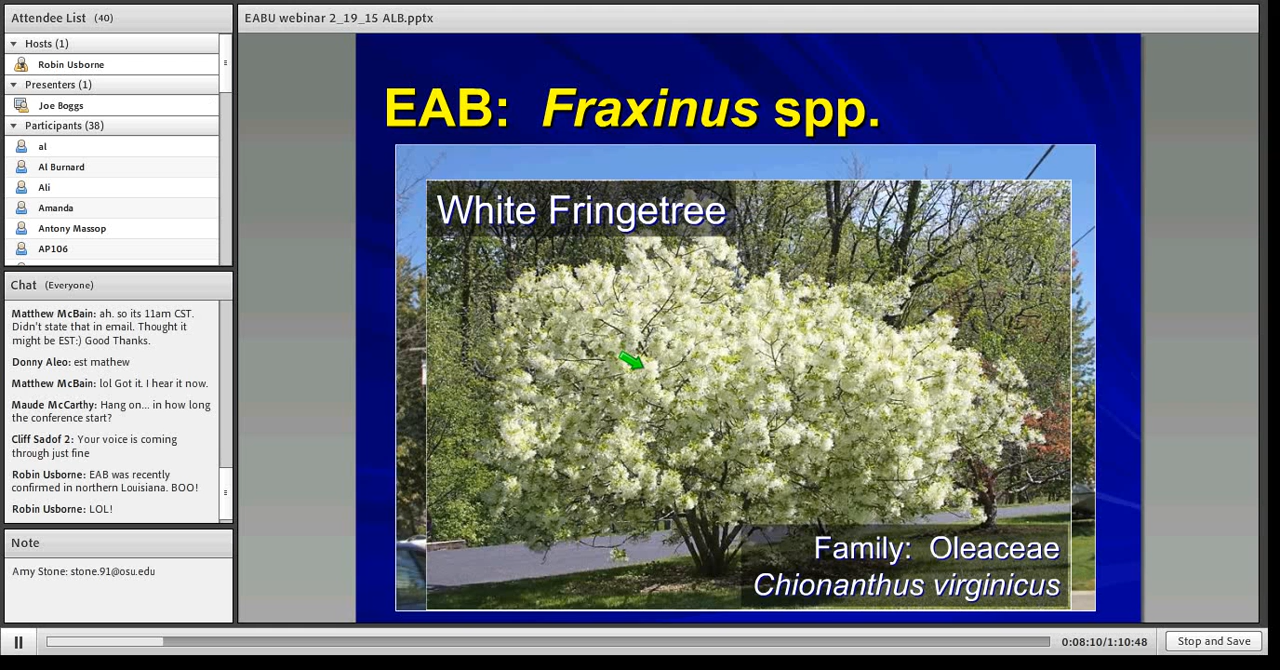 Attendee List (40)
Hosts (1)
Robin Usborne
Presenters (1)
Joe Boggs
Participants (38)
al
Al Burnard
Ali
Amanda
Antony Massop
AP106
Chat (Everyone)
Matthew McBain: ah. so its 11am CST.
Didn't state that in email. Thought it
might be EST:) Good Thanks.
Donny Aleo: est mathew
Matthew McBain: lol Got it. I hear it now.
Maude McCarthy: Hang on... in how long
the conference start?
Cliff Sadof 2: Your voice is coming
through just fine
Robin Usborne: EAB was recently
confirmed in northern Louisiana. BOO!
Robin Usborne: LOL!
Note
Amy Stone: stone.91@osu.edu
EABU webinar 2_19_15 ALB.pptx
EAB: Fraxinus spp.
White Fringetree
Family: Oleaceae
Chionanthus virginicus
0:08:10/1:10:48
Stop and Save